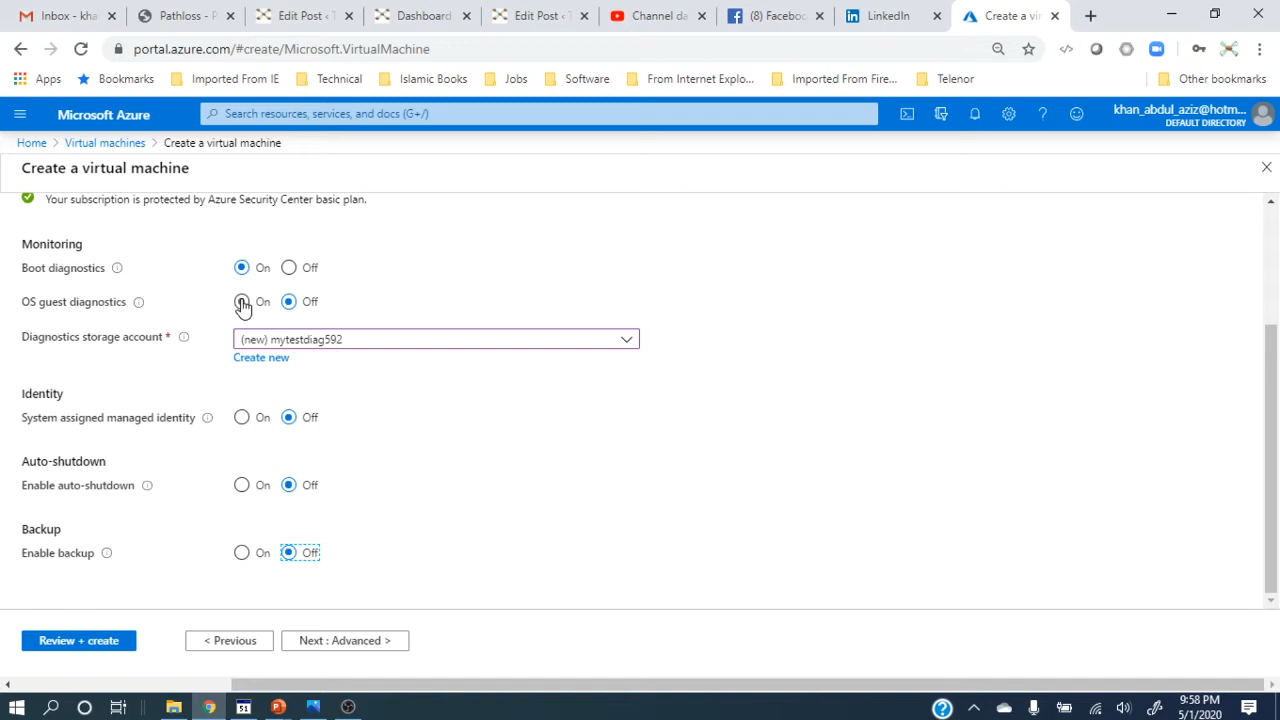 Inbox - kha
Pathloss - P
Edit Post ‹ T
Dashboard
Edit Post ‹ T
Channel da
(8) Faceboo
LinkedIn
Create a vir
portal.azure.com/#create/Microsoft.VirtualMachine
Apps
Bookmarks
Imported From IE
Technical
Islamic Books
Jobs
Software
From Internet Explo...
Imported From Fire...
Telenor
Other bookmarks
Microsoft Azure
Search resources, services, and docs (G+/)
khan_abdul_aziz@hotm...
DEFAULT DIRECTORY
Home > Virtual machines > Create a virtual machine
Create a virtual machine
Your subscription is protected by Azure Security Center basic plan.
Monitoring
Boot diagnostics On Off
OS guest diagnostics On Off
Diagnostics storage account * (new) mytestdiag592
Create new
Identity
System assigned managed identity On Off
Auto-shutdown
Enable auto-shutdown On Off
Backup
Enable backup On Off
Review + create
< Previous
Next : Advanced >
31
9:58 PM
5/1/2020